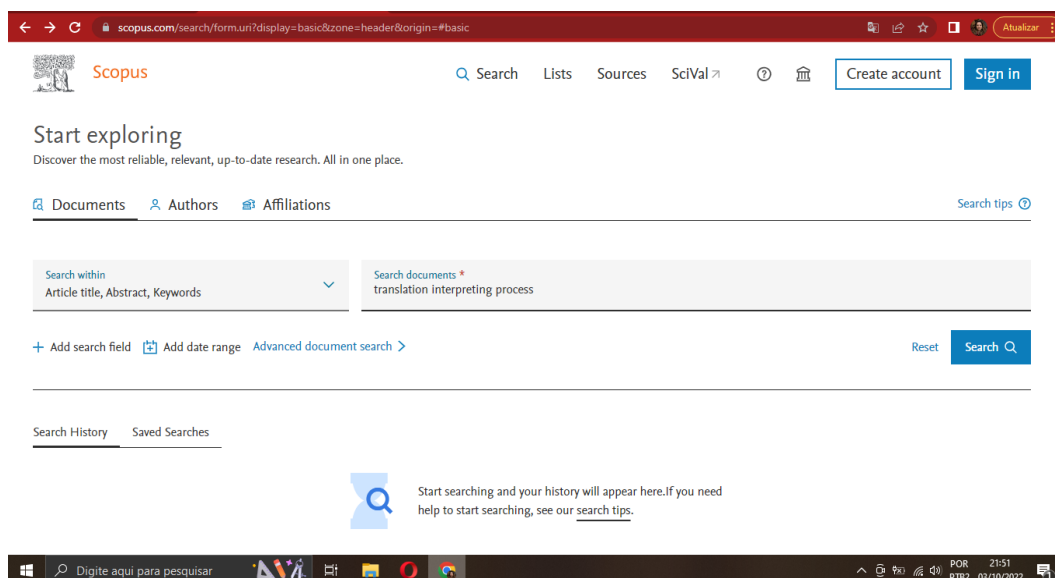 scopus.com/search/form.uri?display=basic&zone=header&origin=#basic
Atualizar
Scopus
Search Lists Sources SciVal
Create account
Sign in
Start exploring
Discover the most reliable, relevant, up-to-date research. All in one place.
Documents Authors Affiliations
Search tips
Search within
Article title, Abstract, Keywords
Search documents *
translation interpreting process
Add search field Add date range Advanced document search
Reset
Search
Search History Saved Searches
Start searching and your history will appear here.If you need
help to start searching, see our search tips.
Digite aqui para pesquisar
POR 21:51
PTB2 03/10/2022